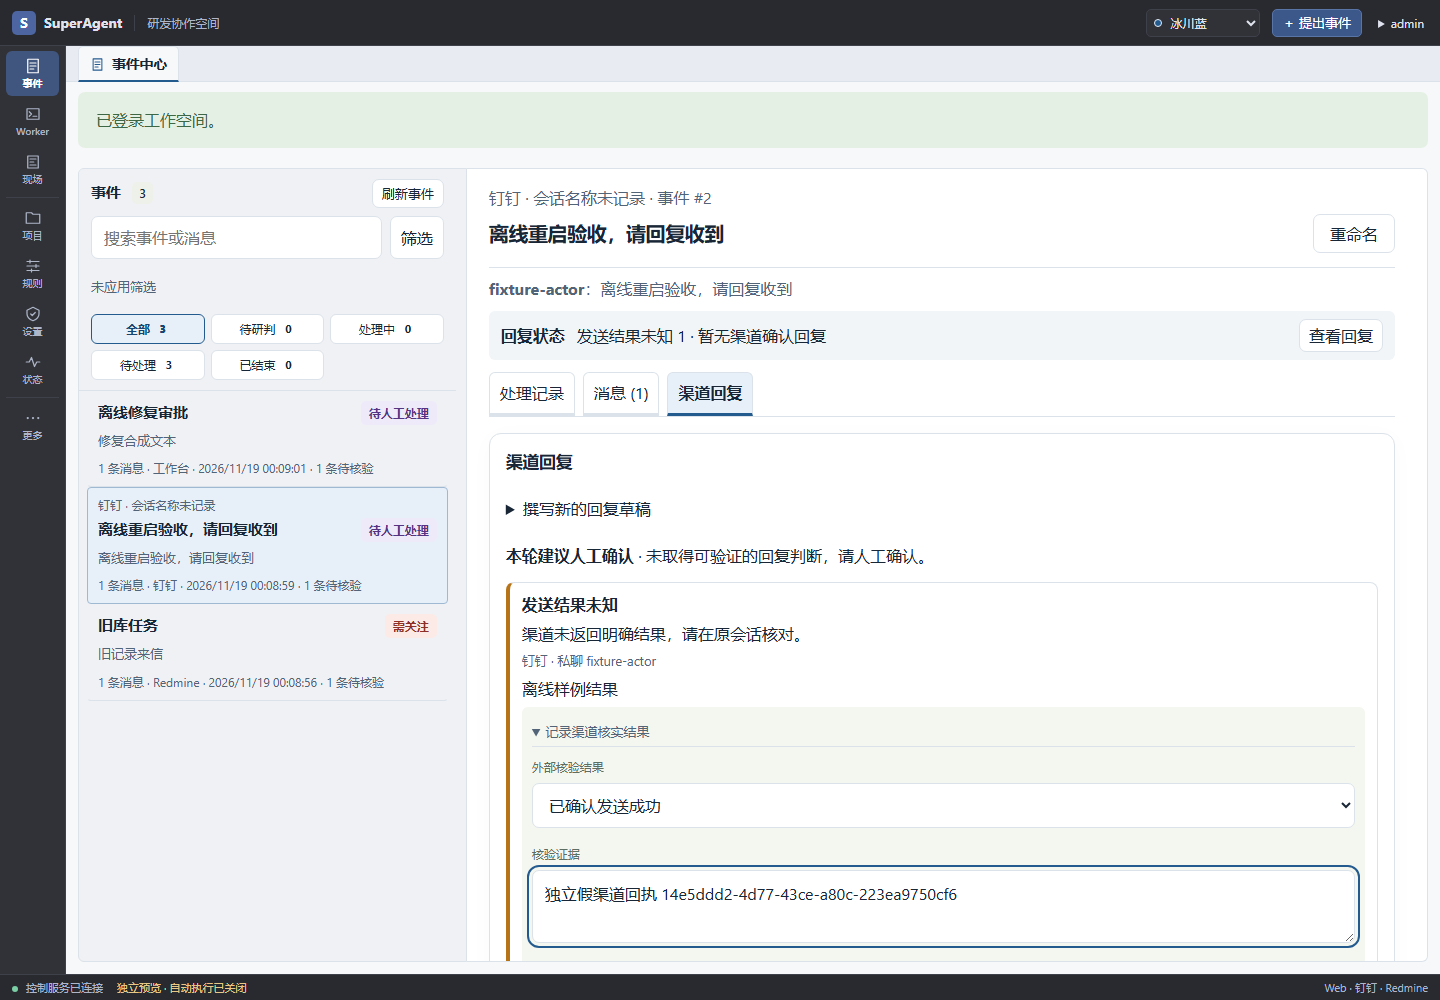 S SuperAgent 研发协作空间 冰川蓝 + 提出事件 admin
事件
Worker
现场
项目
规则
设置
状态
更多
事件中心
已登录工作空间。
事件 3 刷新事件
搜索事件或消息 筛选
未应用筛选
全部 3 待研判 0 处理中 0
待处理 3 已结束 0
离线修复审批 待人工处理
修复合成文本
1 条消息 · 工作台 · 2026/11/19 00:09:01 · 1 条待核验
钉钉 · 会话名称未记录
离线重启验收，请回复收到 待人工处理
离线重启验收，请回复收到
1 条消息 · 钉钉 · 2026/11/19 00:08:59 · 1 条待核验
旧库任务 需关注
旧记录来信
1 条消息 · Redmine · 2026/11/19 00:08:56 · 1 条待核验
钉钉 · 会话名称未记录 · 事件 #2
离线重启验收，请回复收到 重命名
fixture-actor：离线重启验收，请回复收到
回复状态 发送结果未知 1 · 暂无渠道确认回复 查看回复
处理记录 消息 (1) 渠道回复
渠道回复
撰写新的回复草稿
本轮建议人工确认 · 未取得可验证的回复判断，请人工确认。
发送结果未知
渠道未返回明确结果，请在原会话核对。
钉钉 · 私聊 fixture-actor
离线样例结果
记录渠道核实结果
外部核验结果
已确认发送成功
核验证据
独立假渠道回执 14e5ddd2-4d77-43ce-a80c-223ea9750cf6
控制服务已连接 独立预览 · 自动执行已关闭 Web · 钉钉 · Redmine